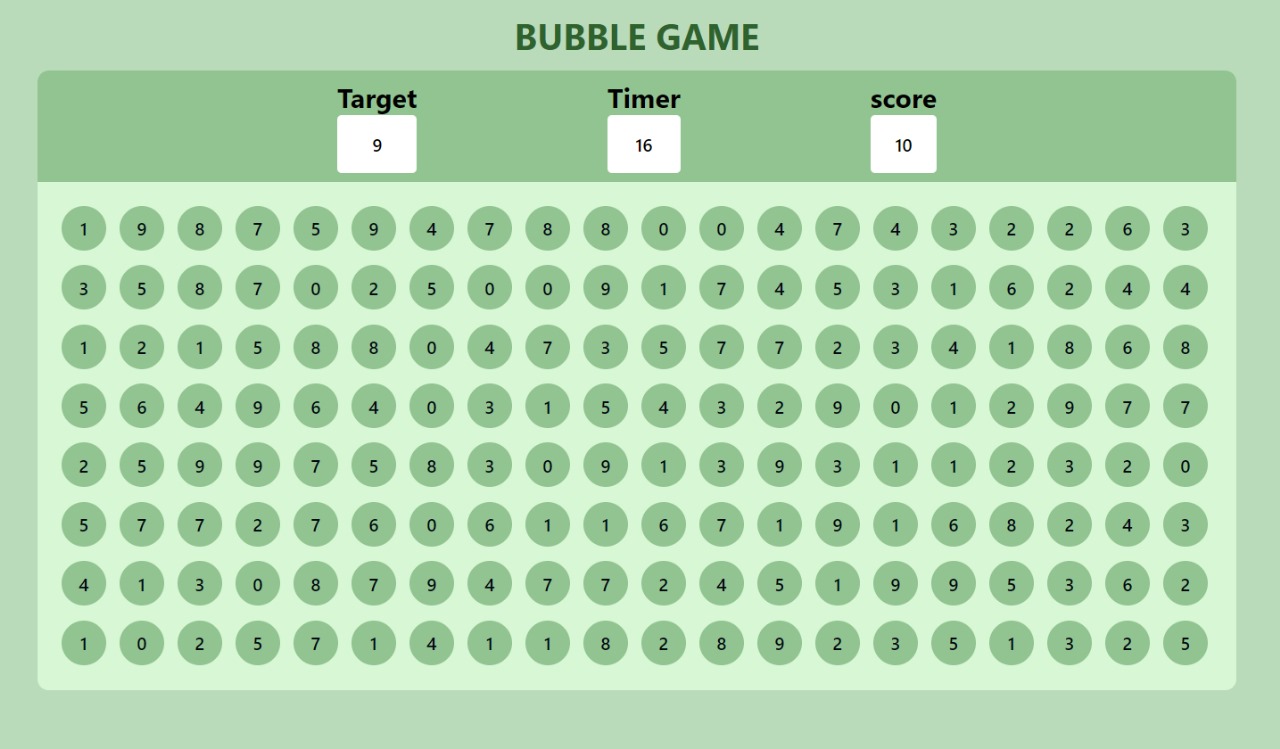 BUBBLE GAME
Target Timer score
9 16 10
1 9 8 7 5 9 4 7 8 8 0 0 4 7 4 3 2 2 6 3
3 5 8 7 0 2 5 0 0 9 1 7 4 5 3 1 6 2 4 4
1 2 1 5 8 8 0 4 7 3 5 7 7 2 3 4 1 8 6 8
5 6 4 9 6 4 0 3 1 5 4 3 2 9 0 1 2 9 7 7
2 5 9 9 7 5 8 3 0 9 1 3 9 3 1 1 2 3 2 0
5 7 7 2 7 6 0 6 1 1 6 7 1 9 1 6 8 2 4 3
4 1 3 0 8 7 9 4 7 7 2 4 5 1 9 9 5 3 6 2
1 0 2 5 7 1 4 1 1 8 2 8 9 2 3 5 1 3 2 5